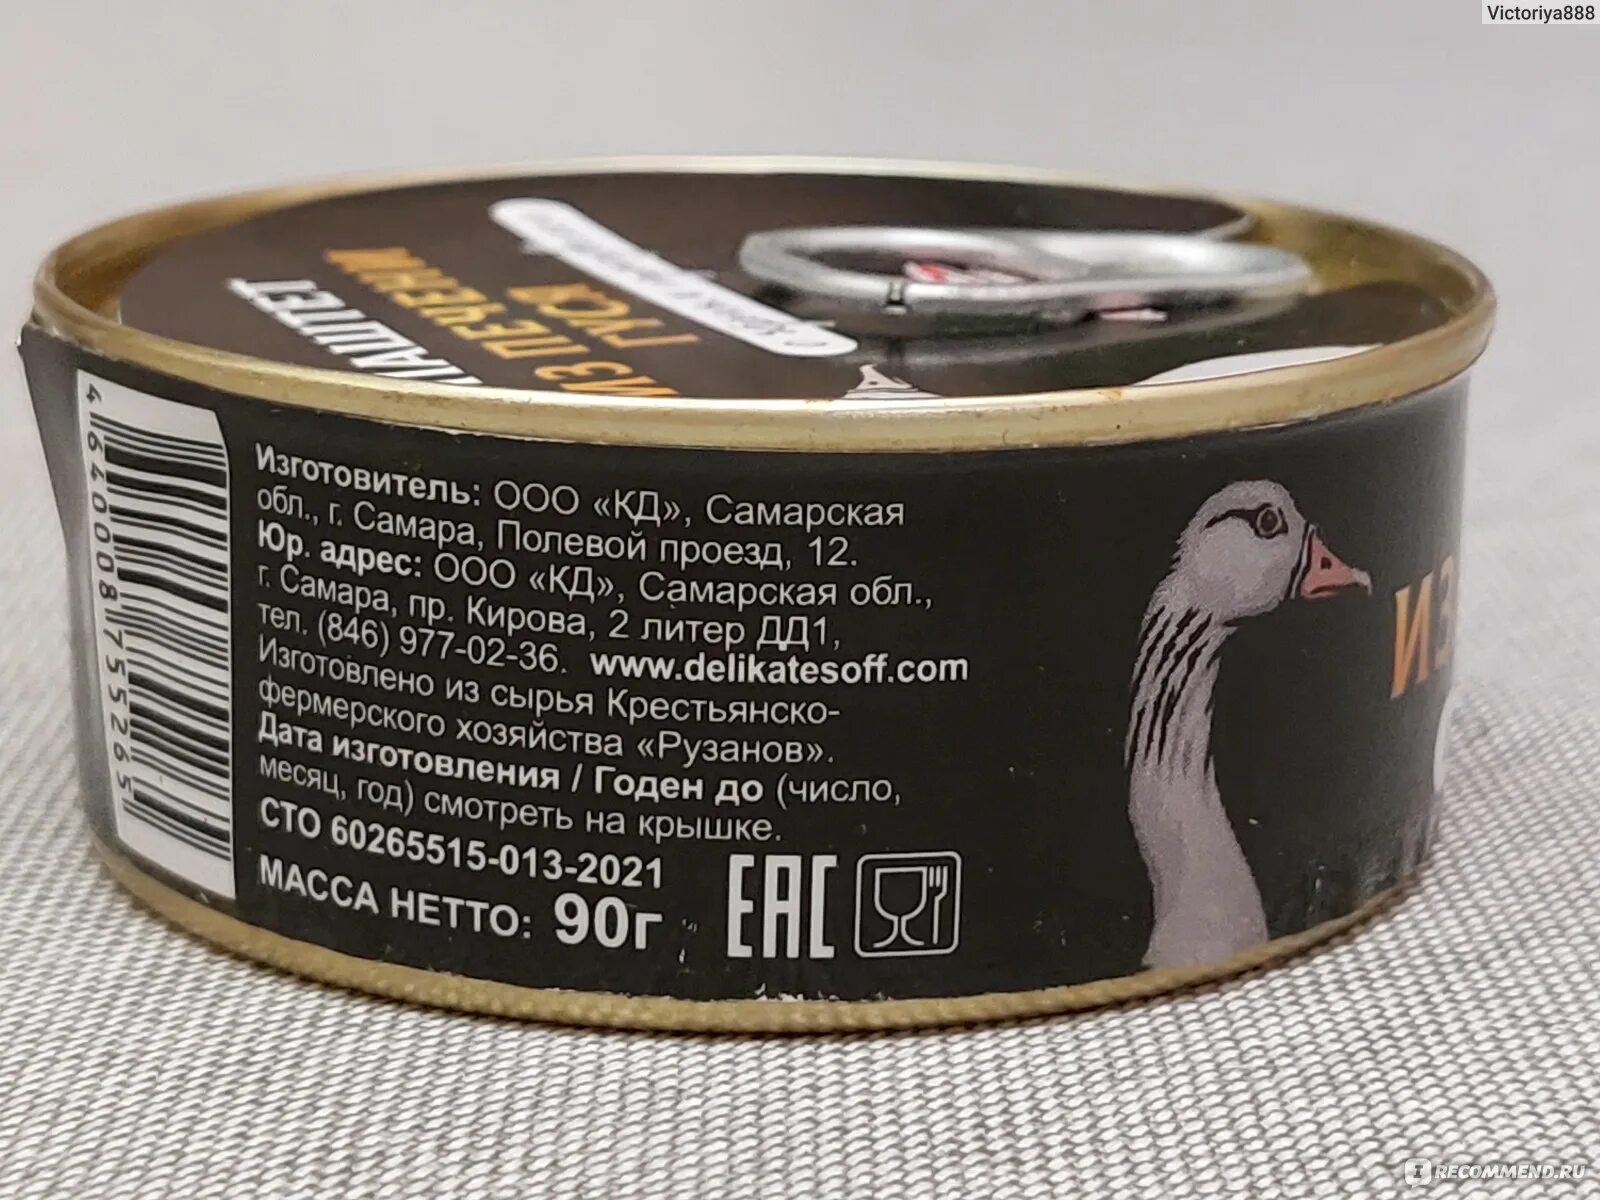 Victoriya888
ПАШТЕТ
ИЗ ПЕЧЕНИ
ГУСЯ
4640008755265
Изготовитель: ООО «КД», Самарская
обл., г. Самара, Полевой проезд, 12.
Юр. адрес: ООО «КД», Самарская обл.,
г. Самара, пр. Кирова, 2 литер ДД1,
тел. (846) 977-02-36. www.delikatesoff.com
Изготовлено из сырья Крестьянско-
фермерского хозяйства «Рузанов».
Дата изготовления / Годен до (число,
месяц, год) смотреть на крышке.
СТО 60265515-013-2021
МАССА НЕТТО: 90г
EAC
ИЗ
IRECOMMEND.RU